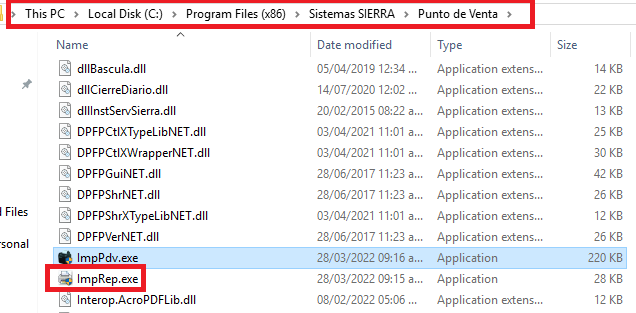 This PC > Local Disk (C:) > Program Files (x86) > Sistemas SIERRA > Punto de Venta >
Name Date modified Type Size
dllBascula.dll 05/04/2019 12:34 ... Application extens... 14 KB
dllCierreDiario.dll 14/07/2020 12:02 ... Application extens... 22 KB
dllInstServSierra.dll 20/02/2015 08:22 a... Application extens... 13 KB
DPFPCtlXTypeLibNET.dll 03/04/2021 11:01 a... Application extens... 25 KB
DPFPCtlXWrapperNET.dll 03/04/2021 11:01 a... Application extens... 30 KB
DPFPGuiNET.dll 28/06/2017 11:23 a... Application extens... 42 KB
DPFPShrNET.dll 28/06/2017 11:23 a... Application extens... 26 KB
DPFPShrXTypeLibNET.dll 03/04/2021 11:01 a... Application extens... 12 KB
l Files
DPFPVerNET.dll 28/06/2017 11:23 a... Application extens... 26 KB
ersonal
ImpPdv.exe 28/03/2022 09:16 a... Application 220 KB
ImpRep.exe 28/03/2022 09:15 a... Application 28 KB
Interop.AcroPDFLib.dll 08/02/2022 05:06 ... Application extens... 12 KB